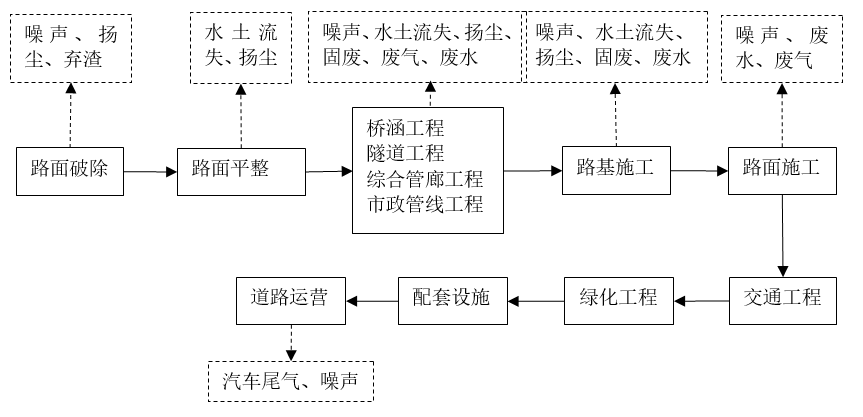 噪声、扬
尘、弃渣
水土流
失、扬尘
噪声、水土流失、扬尘、
固废、废气、废水
噪声、水土流失、
扬尘、固废、废水
噪声、废
水、废气
路面破除
路面平整
桥涵工程
隧道工程
综合管廊工程
市政管线工程
路基施工
路面施工
道路运营
配套设施
绿化工程
交通工程
汽车尾气、噪声